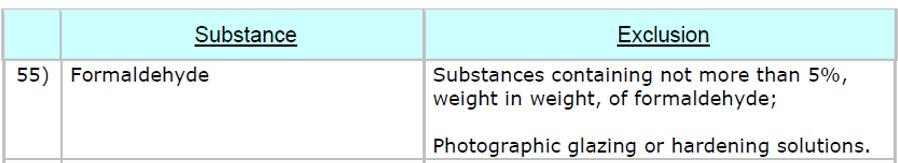 Substance Exclusion
55) Formaldehyde Substances containing not more than 5%,
weight in weight, of formaldehyde;
Photographic glazing or hardening solutions.